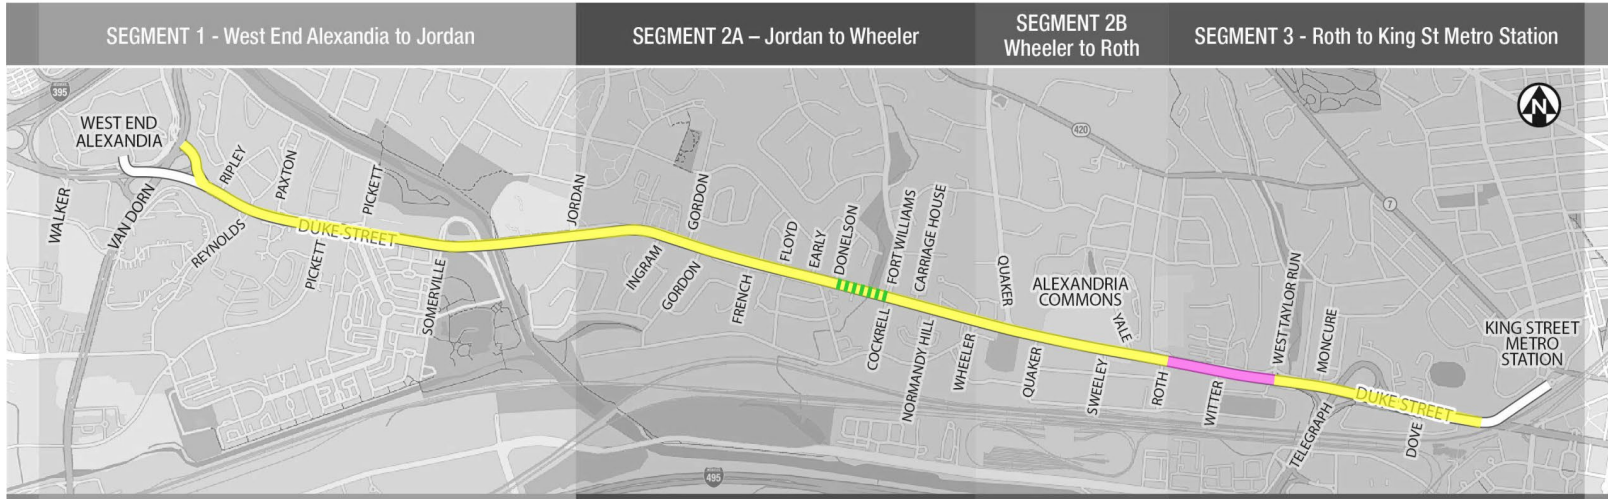 SEGMENT 1 - West End Alexandia to Jordan
SEGMENT 2A – Jordan to Wheeler
SEGMENT 2B
Wheeler to Roth
SEGMENT 3 - Roth to King St Metro Station
395
WEST END
ALEXANDIA
WALKER
VAN DORN
RIPLEY
REYNOLDS
PAXTON
PICKETT
PICKETT
DUKE STREET
SOMERVILLE
JORDAN
INGRAM
GORDON
GORDON
FRENCH
FLOYD
EARLY
DONELSON
COCKRELL
FORT WILLIAMS
CARRIAGE HOUSE
NORMANDY HILL
WHEELER
QUAKER
QUAKER
ALEXANDRIA
COMMONS
YALE
SWEELEY
ROTH
WITTER
WEST TAYLOR RUN
MONCURE
TELEGRAPH
DUKE STREET
DOVE
KING STREET
METRO
STATION
420
7
495
N